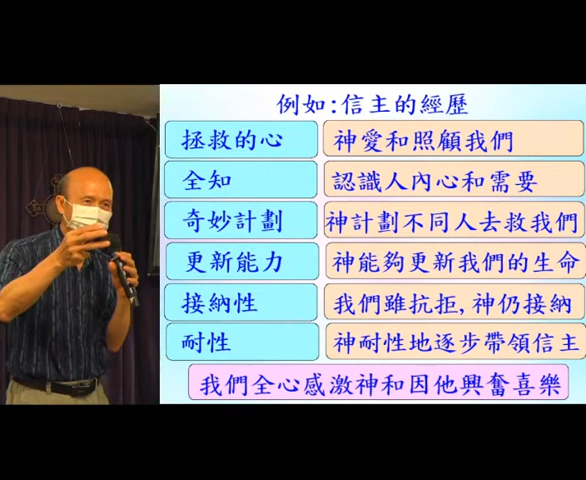 例如:信主的經歷
拯救的心 神愛和照顧我們
全知 認識人內心和需要
奇妙計劃 神計劃不同人去救我們
更新能力 神能夠更新我們的生命
接納性 我們雖抗拒,神仍接納
耐性 神耐性地逐步帶領信主
我們全心感激神和因他興奮喜樂